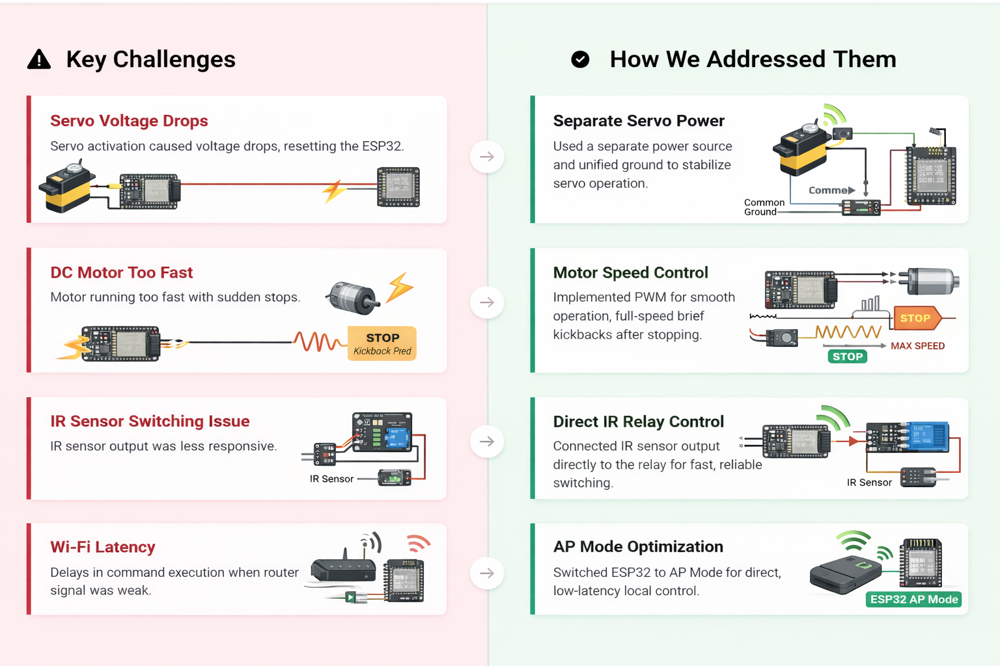 Key Challenges
How We Addressed Them
Servo Voltage Drops
Servo activation caused voltage drops, resetting the ESP32.
Separate Servo Power
Used a separate power source
and unified ground to stabilize
servo operation.
Comme
Common
Ground
DC Motor Too Fast
Motor running too fast with sudden stops.
STOP
Kickback Pred
Motor Speed Control
Implemented PWM for smooth
operation, full-speed brief
kickbacks after stopping.
STOP
MAX SPEED
STOP
IR Sensor Switching Issue
IR sensor output was less responsive.
IR Sensor
Direct IR Relay Control
Connected IR sensor output
directly to the relay for fast, reliable
switching.
IR Sensor
Wi-Fi Latency
Delays in command execution when router
signal was weak.
AP Mode Optimization
Switched ESP32 to AP Mode for direct,
low-latency local control.
ESP32 AP Mode